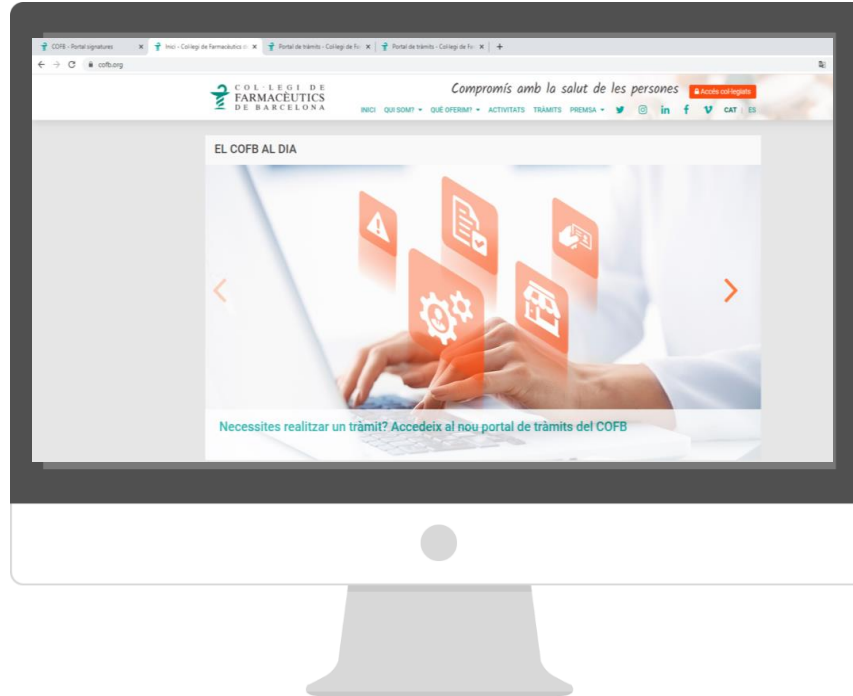 COFB - Portal signatures
Inici - Col·legi de Farmacèutics
Portal de tràmits - Col·legi de
Portal de tràmits - Col·legi de
cofb.org
COL·LEGI DE
FARMACÈUTICS
DE BARCELONA
Compromís amb la salut de les persones
Accés col·legiats
INICI QUI SOM? QUÈ OFERIM? ACTIVITATS TRÀMITS PREMSA in f CAT | ES
EL COFB AL DIA
Necessites realitzar un tràmit? Accedeix al nou portal de tràmits del COFB